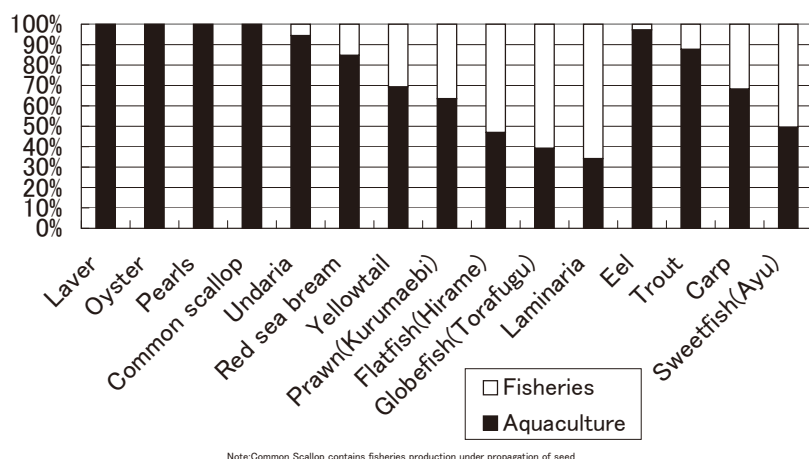 100%
90%
80%
70%
60%
50%
40%
30%
20%
10%
0%
Laver
Oyster
Pearls
Common scallop
Undaria
Red sea bream
Yellowtail
Prawn(Kurumaebi)
Flatfish(Hirame)
Globefish(Torafugu)
Laminaria
Eel
Trout
Carp
Sweetfish(Ayu)
Fisheries
Aquaculture
Note:Common Scallop contains fisheries production under propagation of seed